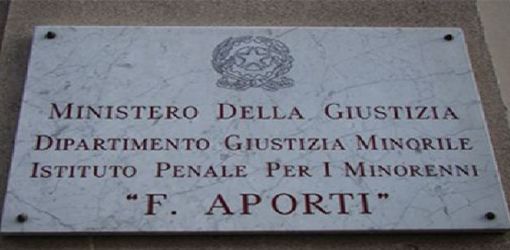 MINISTERO DELLA GIUSTIZIA
DIPARTIMENTO GIUSTIZIA MINORILE
ISTITUTO PENALE PER I MINORENNI
"F. APORTI"